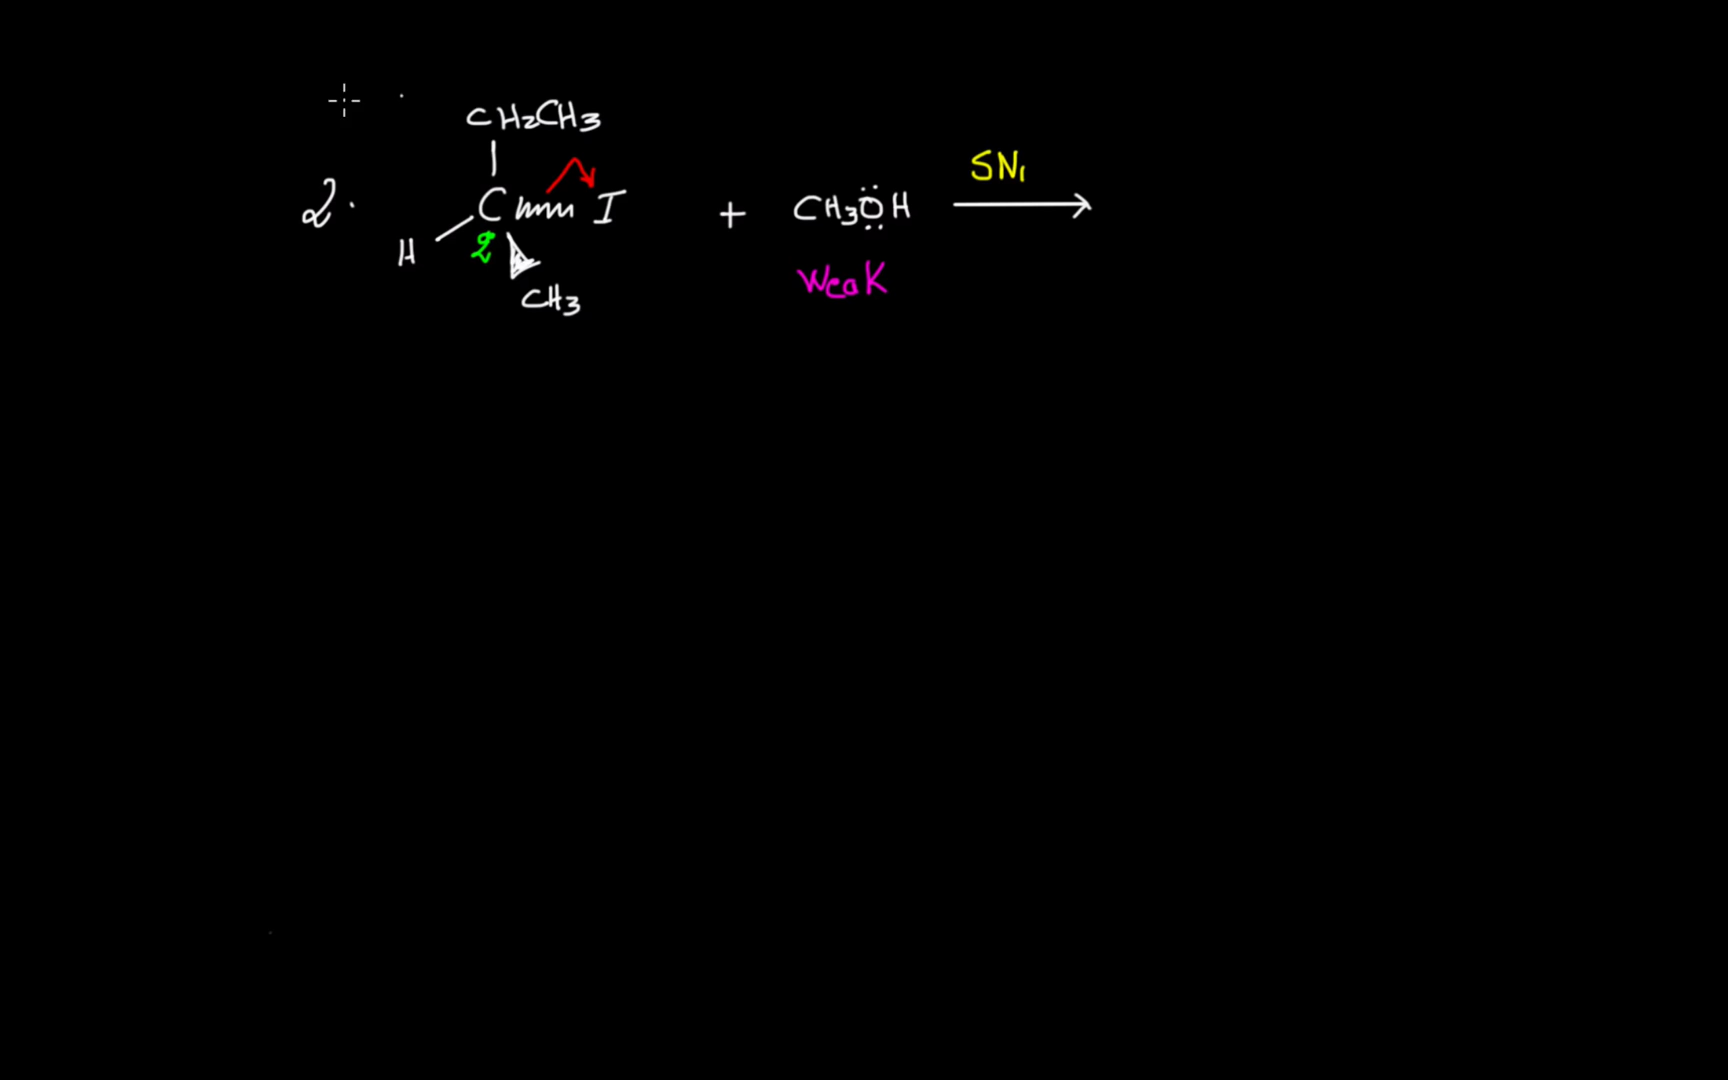 CH₂CH₃
SN₁
2. C I + CH₃ÖH
H 2
CH₃
Weak